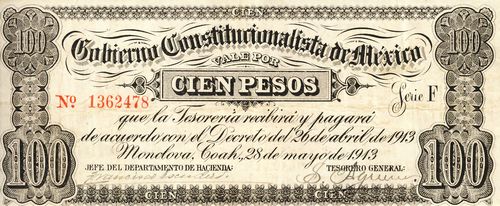 CIEN
100 Gobierno Constitucionalista de México 100
VALE POR
CIEN PESOS
Nº 1362478
Serie F
que la Tesorería recibirá y pagará
de acuerdo con el Decreto del 26 de abril de 1913
Monclova, Coah., 28 de mayo de 1913
JEFE DEL DEPARTAMENTO DE HACIENDA: TESORERO GENERAL:
100 100
CIEN CIEN